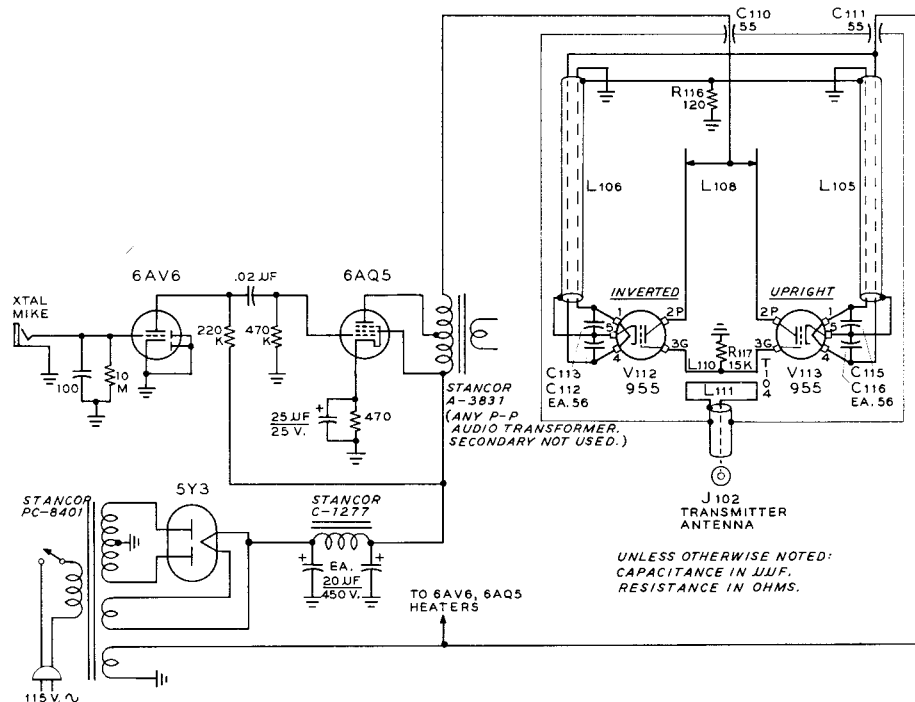 C110
55
C111
55
R116
120
L106
L108
L105
6AV6
.02 µF
6AQ5
XTAL
MIKE
100
10
M
220
K
470
K
25 µF
25 V.
470
STANCOR
A-3831
(ANY P-P
AUDIO TRANSFORMER.
SECONDARY NOT USED.)
INVERTED
UPRIGHT
1
5
4
2P
3G
2P
3G
1
5
4
L110
R117
15K
T104
L111
C113
C112
EA. 56
V112
955
V113
955
C115
C116
EA. 56
J102
TRANSMITTER
ANTENNA
STANCOR
PC-8401
5Y3
STANCOR
C-1277
EA.
20 µF
450 V.
TO 6AV6, 6AQ5
HEATERS
UNLESS OTHERWISE NOTED:
CAPACITANCE IN µµF.
RESISTANCE IN OHMS.
115 V. ~